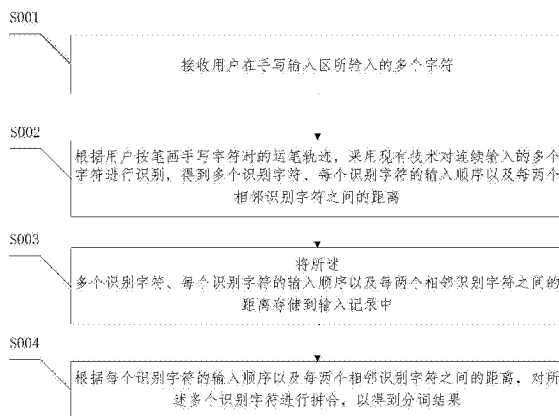 S001
接收用户在手写输入区所输入的多个字符
S002
根据用户按笔画手写字符时的运笔轨迹，采用现有技术对连续输入的多个
字符进行识别，得到多个识别字符、每个识别字符的输入顺序以及每两个
相邻识别字符之间的距离
S003
将所述
多个识别字符、每个识别字符的输入顺序以及每两个相邻识别字符之间的
距离存储到输入记录中
S004
根据每个识别字符的输入顺序以及每两个相邻识别字符之间的距离，对所
述多个识别字符进行拼合，以得到分词结果